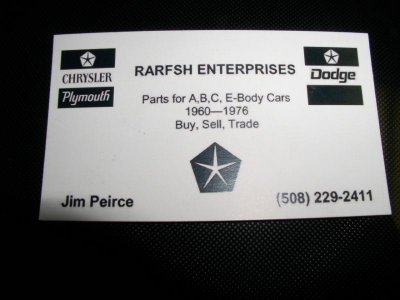 CHRYSLER
Plymouth
RARFSH ENTERPRISES
Dodge
Parts for A,B,C, E-Body Cars
1960—1976
Buy, Sell, Trade
Jim Peirce
(508) 229-2411